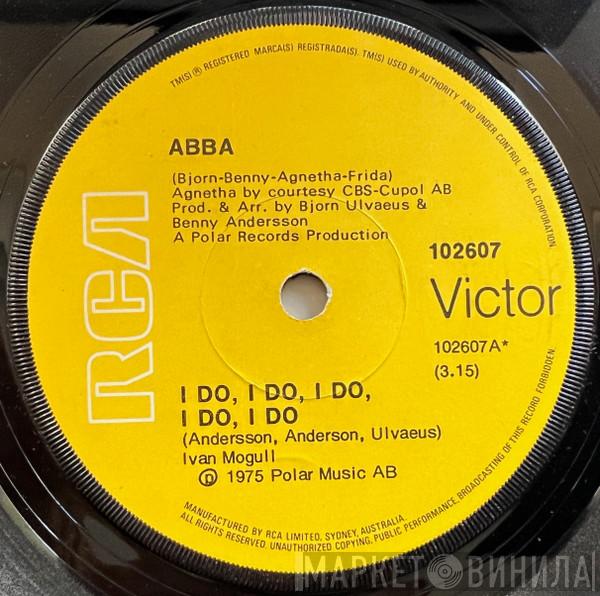 TM(S) ® REGISTERED MARCA(S) REGISTRADA(S). TM(S) USED BY AUTHORITY AND UNDER CONTROL OF RCA CORPORATION.
ABBA
(Bjorn-Benny-Agnetha-Frida)
Agnetha by courtesy CBS-Cupol AB
Prod. & Arr. by Bjorn Ulvaeus &
Benny Andersson
A Polar Records Production
RCA
102607
Victor
102607A*
(3.15)
I DO, I DO, I DO,
I DO, I DO
(Andersson, Anderson, Ulvaeus)
Ivan Mogull
℗ 1975 Polar Music AB
MANUFACTURED BY RCA LIMITED, SYDNEY, AUSTRALIA.
ALL RIGHTS RESERVED. UNAUTHORIZED COPYING, PUBLIC PERFORMANCE, BROADCASTING OF THIS RECORD FORBIDDEN.
МАРКЕТ ВИНИЛА